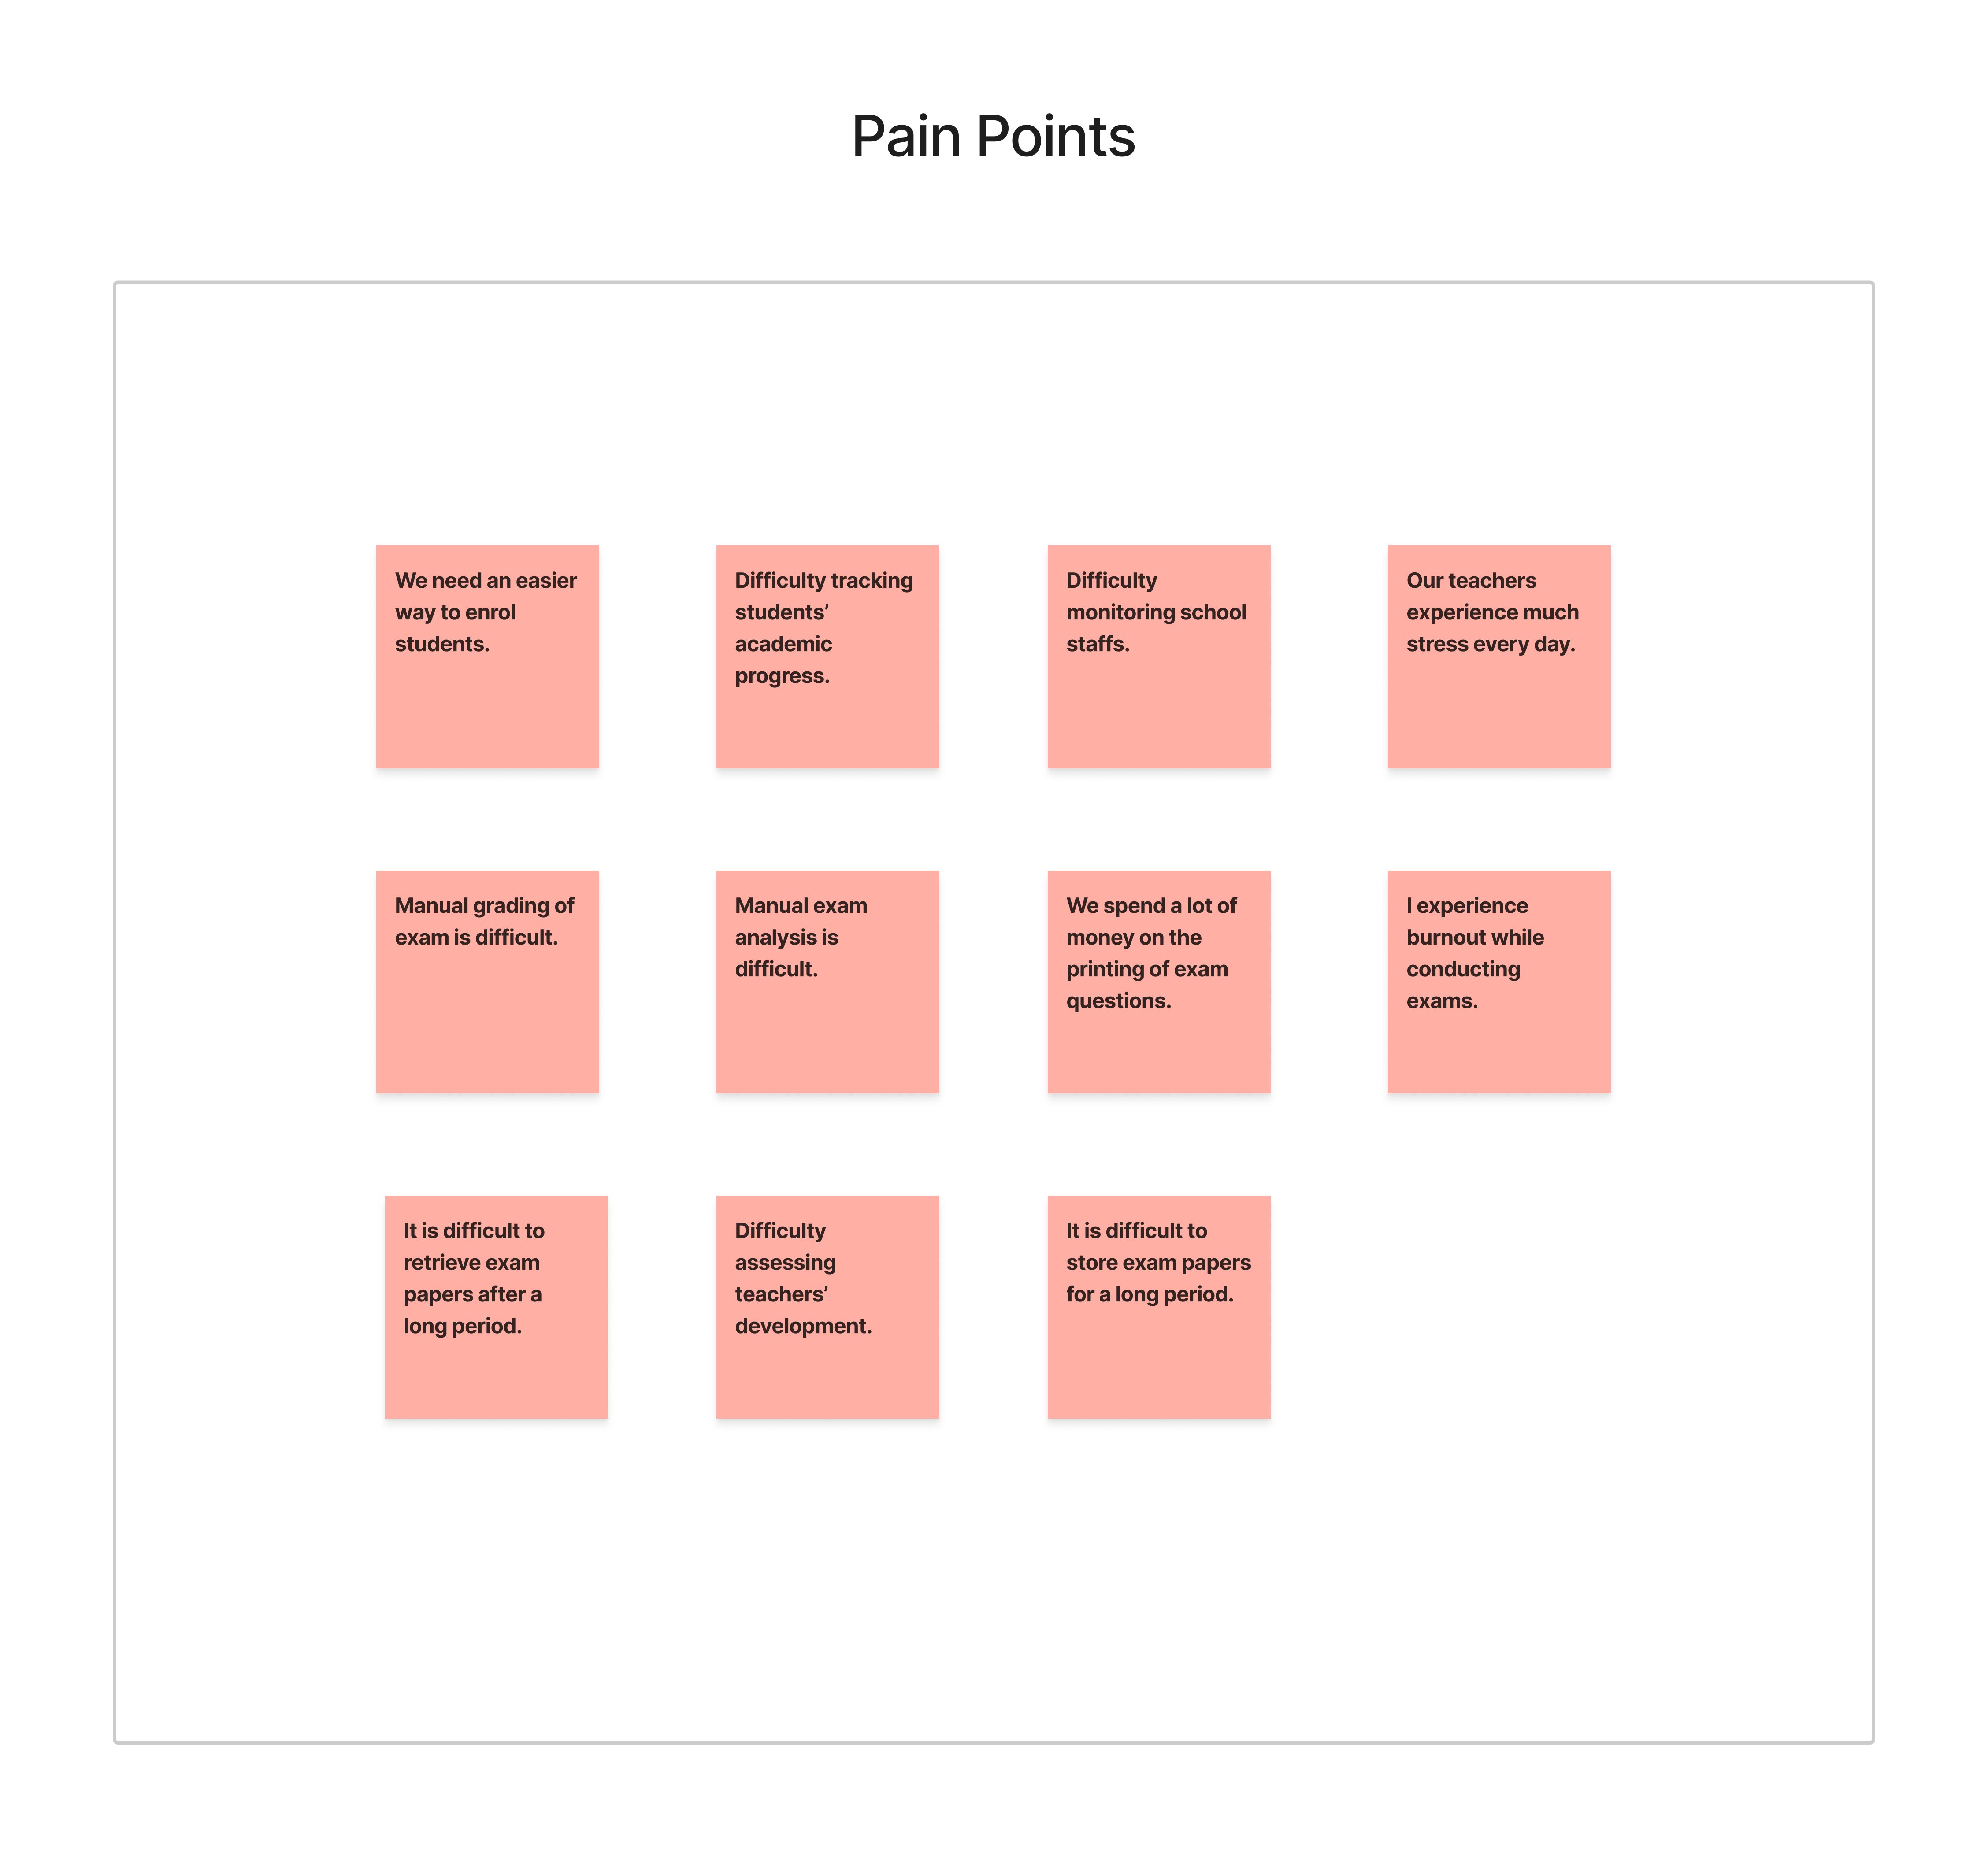 Pain Points
We need an easier
way to enrol
students.
Difficulty tracking
students’
academic
progress.
Difficulty
monitoring school
staffs.
Our teachers
experience much
stress every day.
Manual grading of
exam is difficult.
Manual exam
analysis is
difficult.
We spend a lot of
money on the
printing of exam
questions.
I experience
burnout while
conducting
exams.
It is difficult to
retrieve exam
papers after a
long period.
Difficulty
assessing
teachers’
development.
It is difficult to
store exam papers
for a long period.